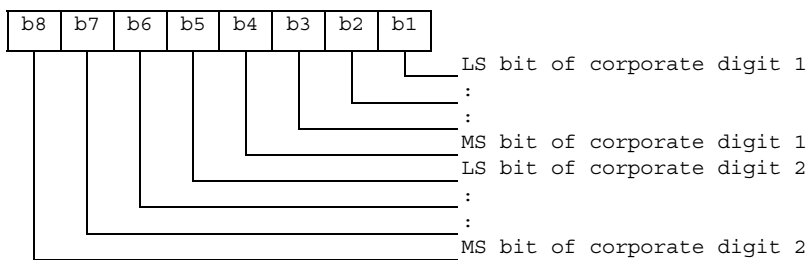 b8 b7 b6 b5 b4 b3 b2 b1
LS bit of corporate digit 1
:
:
MS bit of corporate digit 1
LS bit of corporate digit 2
:
:
MS bit of corporate digit 2